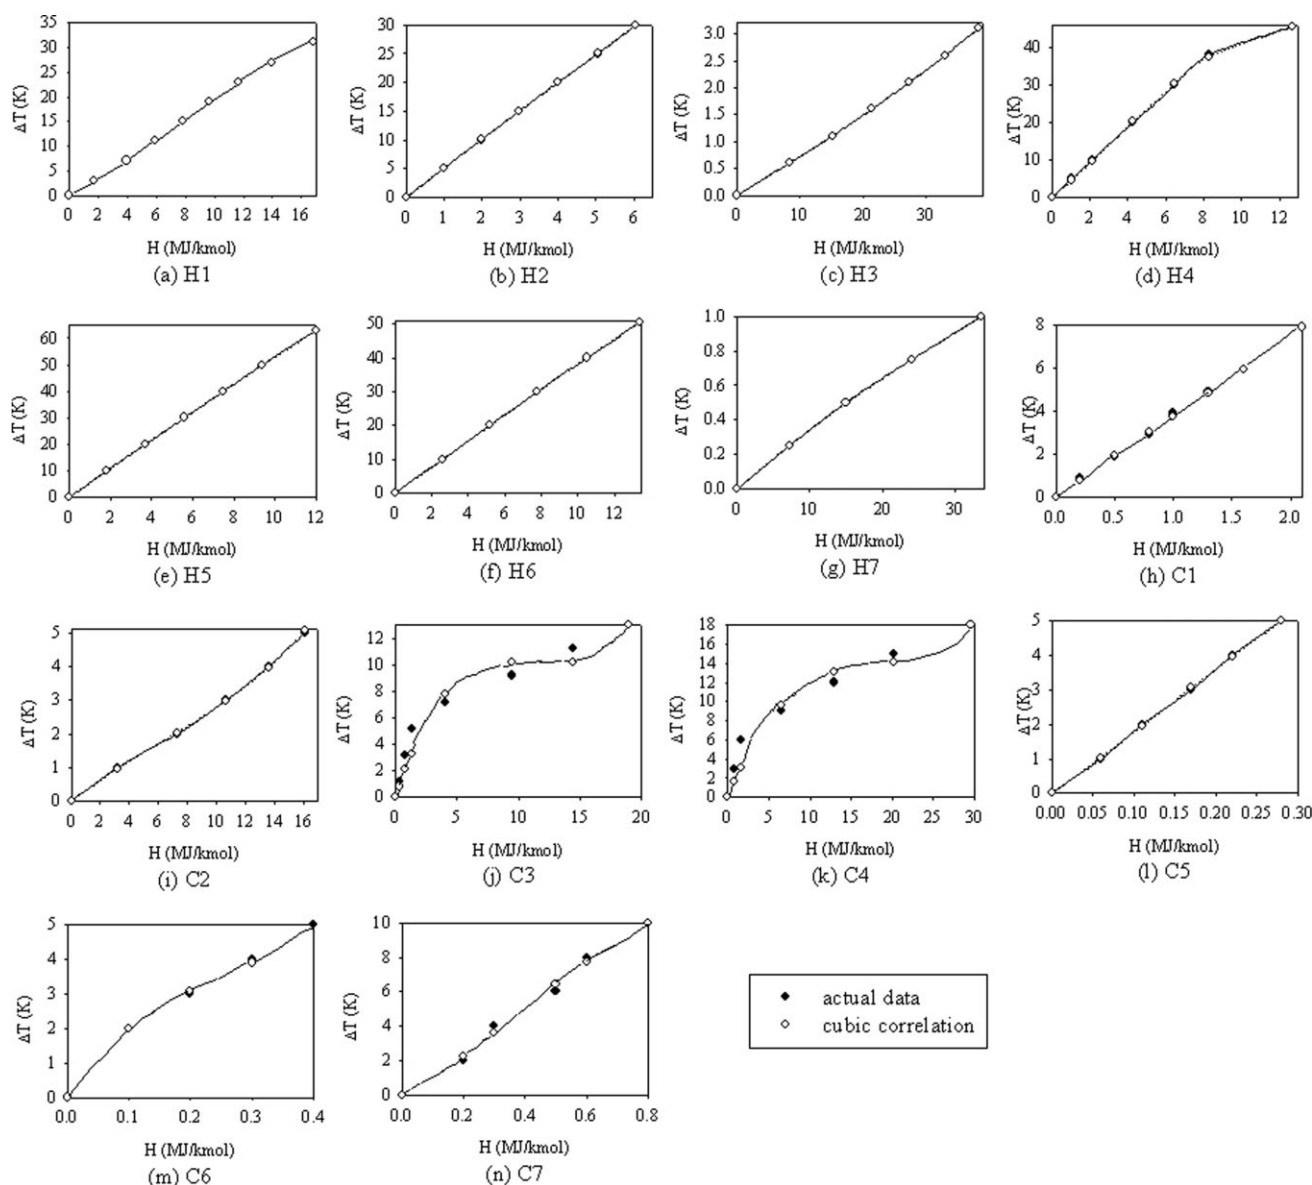 ΔT (K)
35
30
25
20
15
10
5
0
0 2 4 6 8 10 12 14 16
H (MJ/kmol)
(a) H1
ΔT (K)
30
25
20
15
10
5
0
0 1 2 3 4 5 6
H (MJ/kmol)
(b) H2
ΔT (K)
3.0
2.5
2.0
1.5
1.0
0.5
0.0
0 10 20 30
H (MJ/kmol)
(c) H3
ΔT (K)
40
30
20
10
0
0 2 4 6 8 10 12
H (MJ/kmol)
(d) H4
ΔT (K)
60
50
40
30
20
10
0
0 2 4 6 8 10 12
H (MJ/kmol)
(e) H5
ΔT (K)
50
40
30
20
10
0
0 2 4 6 8 10 12
H (MJ/kmol)
(f) H6
ΔT (K)
1.0
0.8
0.6
0.4
0.2
0.0
0 10 20 30
H (MJ/kmol)
(g) H7
ΔT (K)
8
6
4
2
0
0.0 0.5 1.0 1.5 2.0
H (MJ/kmol)
(h) C1
ΔT (K)
5
4
3
2
1
0
0 2 4 6 8 10 12 14 16
H (MJ/kmol)
(i) C2
ΔT (K)
12
10
8
6
4
2
0
0 5 10 15 20
H (MJ/kmol)
(j) C3
ΔT (K)
18
16
14
12
10
8
6
4
2
0
0 5 10 15 20 25 30
H (MJ/kmol)
(k) C4
ΔT (K)
5
4
3
2
1
0
0.00 0.05 0.10 0.15 0.20 0.25 0.30
H (MJ/kmol)
(l) C5
ΔT (K)
5
4
3
2
1
0
0.0 0.1 0.2 0.3 0.4
H (MJ/kmol)
(m) C6
ΔT (K)
10
8
6
4
2
0
0.0 0.2 0.4 0.6 0.8
H (MJ/kmol)
(n) C7
actual data
cubic correlation